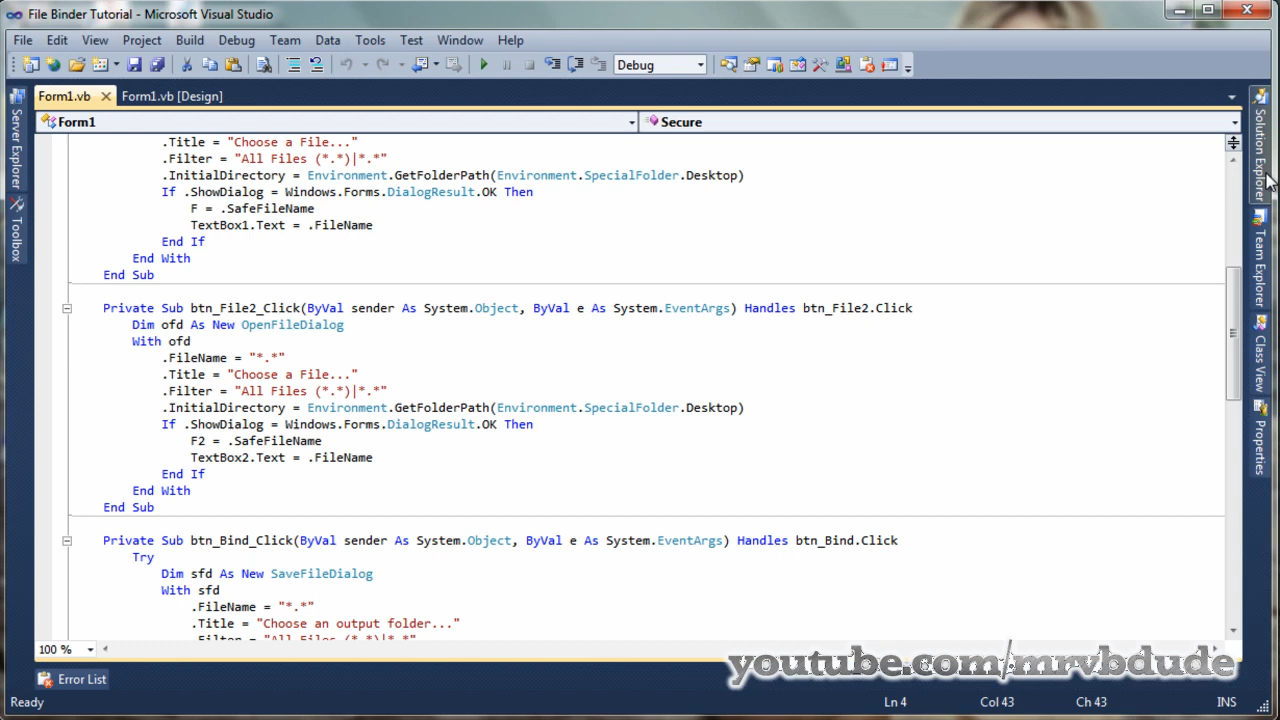 File Binder Tutorial - Microsoft Visual Studio
File Edit View Project Build Debug Team Data Tools Test Window Help
Debug
Form1.vb Form1.vb [Design]
Form1 Secure
.Title = "Choose a File..."
.Filter = "All Files (*.*)|*.*"
.InitialDirectory = Environment.GetFolderPath(Environment.SpecialFolder.Desktop)
If .ShowDialog = Windows.Forms.DialogResult.OK Then
F = .SafeFileName
TextBox1.Text = .FileName
End If
End With
End Sub
Private Sub btn_File2_Click(ByVal sender As System.Object, ByVal e As System.EventArgs) Handles btn_File2.Click
Dim ofd As New OpenFileDialog
With ofd
.FileName = "*.*"
.Title = "Choose a File..."
.Filter = "All Files (*.*)|*.*"
.InitialDirectory = Environment.GetFolderPath(Environment.SpecialFolder.Desktop)
If .ShowDialog = Windows.Forms.DialogResult.OK Then
F2 = .SafeFileName
TextBox2.Text = .FileName
End If
End With
End Sub
Private Sub btn_Bind_Click(ByVal sender As System.Object, ByVal e As System.EventArgs) Handles btn_Bind.Click
Try
Dim sfd As New SaveFileDialog
With sfd
.FileName = "*.*"
.Title = "Choose an output folder..."
.Filter = "All Files (*.*)|*.*"
100 %
Server Explorer
Toolbox
Solution Explorer
Team Explorer
Class View
Properties
youtube.com/mrvbdude
Error List
Ready Ln 4 Col 43 Ch 43 INS